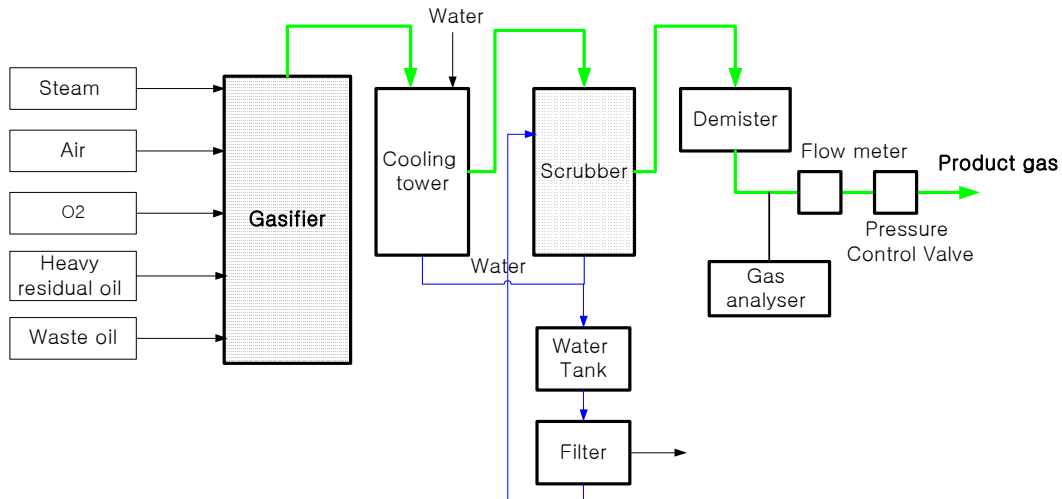 Water
Steam
Air
O2
Heavy
residual oil
Waste oil
Gasifier
Cooling
tower
Scrubber
Demister
Flow meter
Product gas
Pressure
Control Valve
Gas
analyser
Water
Water
Tank
Filter